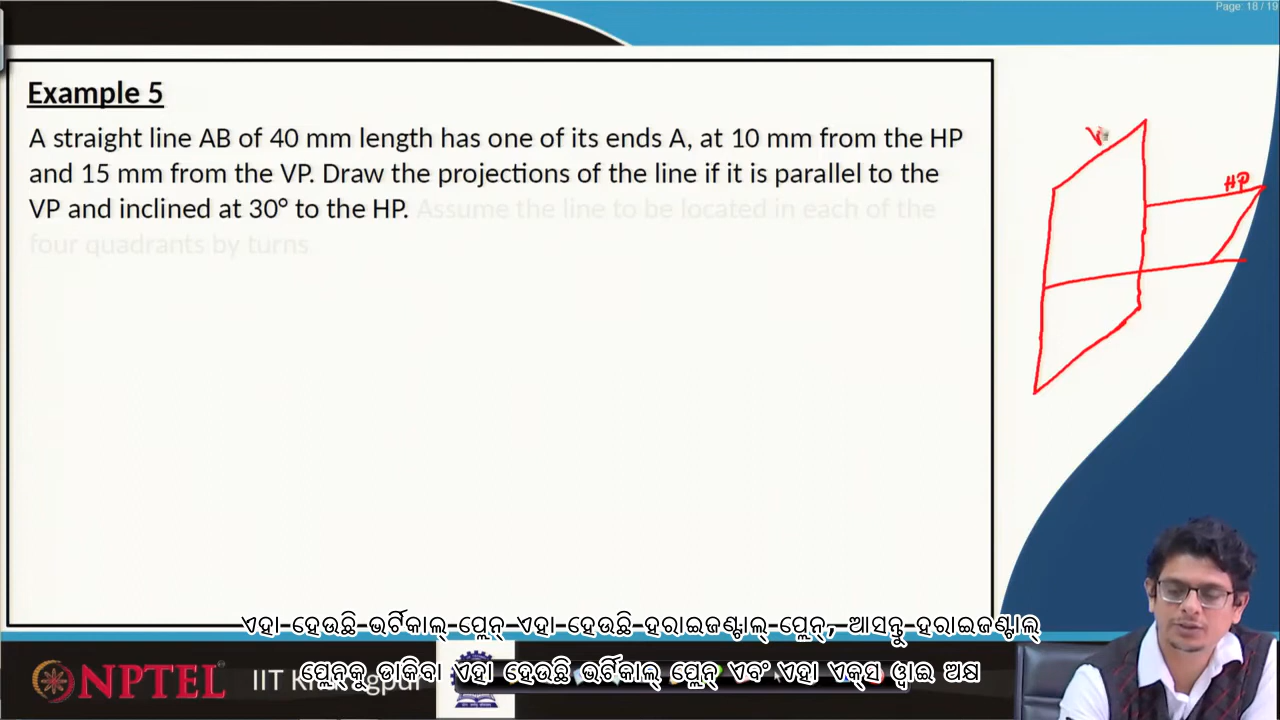 Page: 18 / 19
Example 5
A straight line AB of 40 mm length has one of its ends A, at 10 mm from the HP
and 15 mm from the VP. Draw the projections of the line if it is parallel to the
VP and inclined at 30° to the HP. Assume the line to be located in each of the
four quadrants by turns
V
HP
ଏହା ହେଉଛି ଭର୍ଟିକାଲ୍ ପ୍ଲେନ୍ ଏହା ହେଉଛି ହରାଇଜଣ୍ଟାଲ୍ ପ୍ଲେନ୍, ଆସନ୍ତୁ ହରାଇଜଣ୍ଟାଲ୍
ପ୍ଲେନ୍‌କୁ ଡାକିବା ଏହା ହେଉଛି ଭର୍ଟିକାଲ୍ ପ୍ଲେନ୍ ଏବଂ ଏହା ଏକ୍ସ ୱାଇ ଅକ୍ଷ
NPTEL
IIT